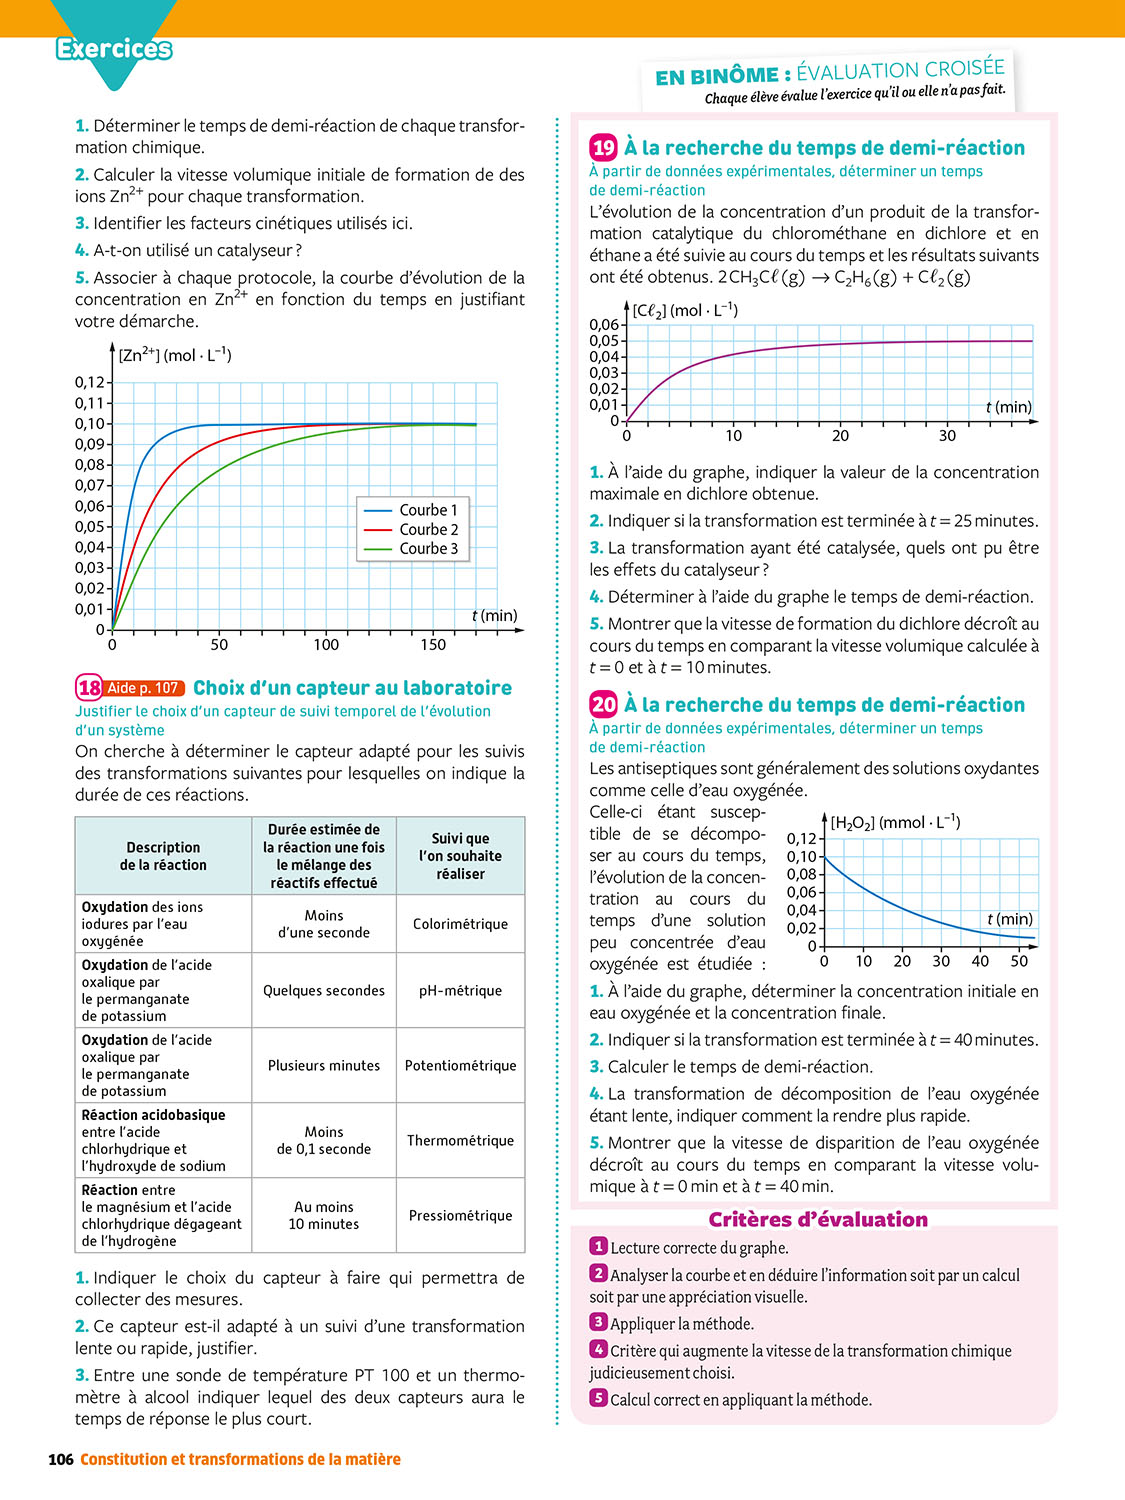 Exercices
1. Déterminer le temps de demi-réaction de chaque transfor-
mation chimique.
2. Calculer la vitesse volumique initiale de formation de des
ions Zn²⁺ pour chaque transformation.
3. Identifier les facteurs cinétiques utilisés ici.
4. A-t-on utilisé un catalyseur ?
5. Associer à chaque protocole, la courbe d’évolution de la
concentration en Zn²⁺ en fonction du temps en justifiant
votre démarche.
[Zn²⁺] (mol · L⁻¹)
0,12
0,11
0,10
0,09
0,08
0,07
0,06
0,05
0,04
0,03
0,02
0,01
0
Courbe 1
Courbe 2
Courbe 3
t (min)
0 50 100 150
18 Aide p. 107 Choix d’un capteur au laboratoire
Justifier le choix d’un capteur de suivi temporel de l’évolution
d’un système
On cherche à déterminer le capteur adapté pour les suivis
des transformations suivantes pour lesquelles on indique la
durée de ces réactions.
Description
de la réaction
Durée estimée de
la réaction une fois
le mélange des
réactifs effectué
Suivi que
l’on souhaite
réaliser
Oxydation des ions
iodures par l’eau
oxygénée
Moins
d’une seconde
Colorimétrique
Oxydation de l’acide
oxalique par
le permanganate
de potassium
Quelques secondes
pH-métrique
Oxydation de l’acide
oxalique par
le permanganate
de potassium
Plusieurs minutes
Potentiométrique
Réaction acidobasique
entre l’acide
chlorhydrique et
l’hydroxyde de sodium
Moins
de 0,1 seconde
Thermométrique
Réaction entre
le magnésium et l’acide
chlorhydrique dégageant
de l’hydrogène
Au moins
10 minutes
Pressiométrique
1. Indiquer le choix du capteur à faire qui permettra de
collecter des mesures.
2. Ce capteur est-il adapté à un suivi d’une transformation
lente ou rapide, justifier.
3. Entre une sonde de température PT 100 et un thermo-
mètre à alcool indiquer lequel des deux capteurs aura le
temps de réponse le plus court.
EN BINÔME : ÉVALUATION CROISÉE
Chaque élève évalue l’exercice qu’il ou elle n’a pas fait.
19 À la recherche du temps de demi-réaction
À partir de données expérimentales, déterminer un temps
de demi-réaction
L’évolution de la concentration d’un produit de la transfor-
mation catalytique du chlorométhane en dichlore et en
éthane a été suivie au cours du temps et les résultats suivants
ont été obtenus. 2 CH₃Cℓ (g) → C₂H₆ (g) + Cℓ₂ (g)
[Cℓ₂] (mol · L⁻¹)
0,06
0,05
0,04
0,03
0,02
0,01
0
t (min)
0 10 20 30
1. À l’aide du graphe, indiquer la valeur de la concentration
maximale en dichlore obtenue.
2. Indiquer si la transformation est terminée à t = 25 minutes.
3. La transformation ayant été catalysée, quels ont pu être
les effets du catalyseur ?
4. Déterminer à l’aide du graphe le temps de demi-réaction.
5. Montrer que la vitesse de formation du dichlore décroît au
cours du temps en comparant la vitesse volumique calculée à
t = 0 et à t = 10 minutes.
20 À la recherche du temps de demi-réaction
À partir de données expérimentales, déterminer un temps
de demi-réaction
Les antiseptiques sont généralement des solutions oxydantes
comme celle d’eau oxygénée.
Celle-ci étant suscep-
tible de se décompo-
ser au cours du temps,
l’évolution de la concen-
tration au cours du
temps d’une solution
peu concentrée d’eau
oxygénée est étudiée :
[H₂O₂] (mmol · L⁻¹)
0,12
0,10
0,08
0,06
0,04
0,02
0
t (min)
0 10 20 30 40 50
1. À l’aide du graphe, déterminer la concentration initiale en
eau oxygénée et la concentration finale.
2. Indiquer si la transformation est terminée à t = 40 minutes.
3. Calculer le temps de demi-réaction.
4. La transformation de décomposition de l’eau oxygénée
étant lente, indiquer comment la rendre plus rapide.
5. Montrer que la vitesse de disparition de l’eau oxygénée
décroît au cours du temps en comparant la vitesse volu-
mique à t = 0 min et à t = 40 min.
Critères d’évaluation
1 Lecture correcte du graphe.
2 Analyser la courbe et en déduire l’information soit par un calcul
soit par une appréciation visuelle.
3 Appliquer la méthode.
4 Critère qui augmente la vitesse de la transformation chimique
judicieusement choisi.
5 Calcul correct en appliquant la méthode.
106 Constitution et transformations de la matière